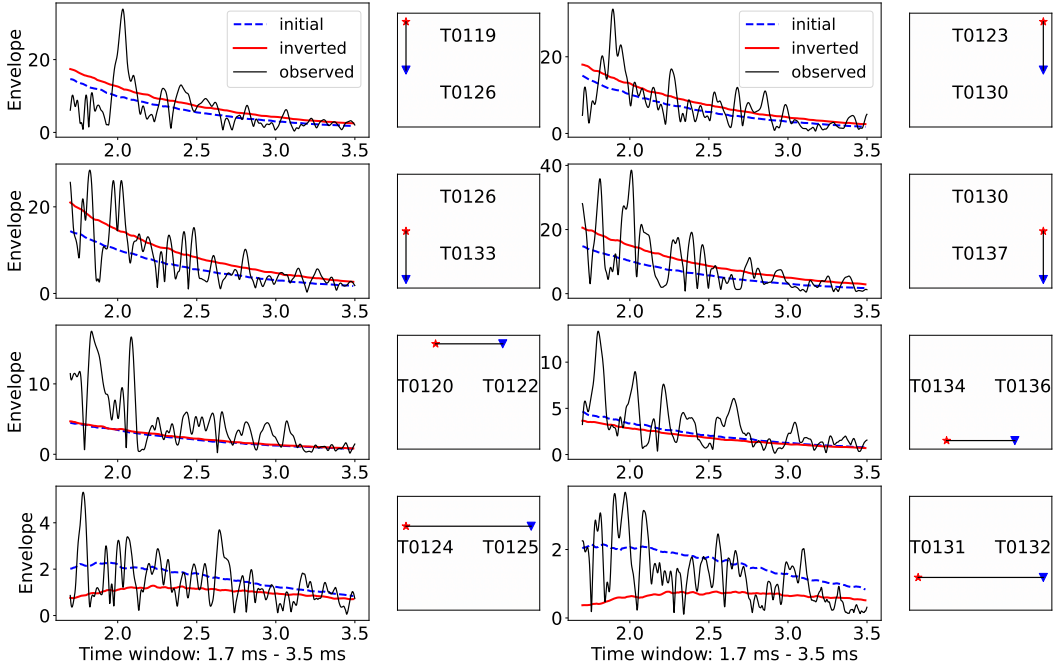 initial
inverted
observed
Envelope
20
0
2.0 2.5 3.0 3.5
T0119
T0126
initial
inverted
observed
20
0
2.0 2.5 3.0 3.5
T0123
T0130
Envelope
20
0
2.0 2.5 3.0 3.5
T0126
T0133
40
20
0
2.0 2.5 3.0 3.5
T0130
T0137
Envelope
10
0
2.0 2.5 3.0 3.5
T0120 T0122
10
5
0
2.0 2.5 3.0 3.5
T0134 T0136
Envelope
4
2
0
2.0 2.5 3.0 3.5
Time window: 1.7 ms - 3.5 ms
T0124 T0125
2
0
2.0 2.5 3.0 3.5
Time window: 1.7 ms - 3.5 ms
T0131 T0132